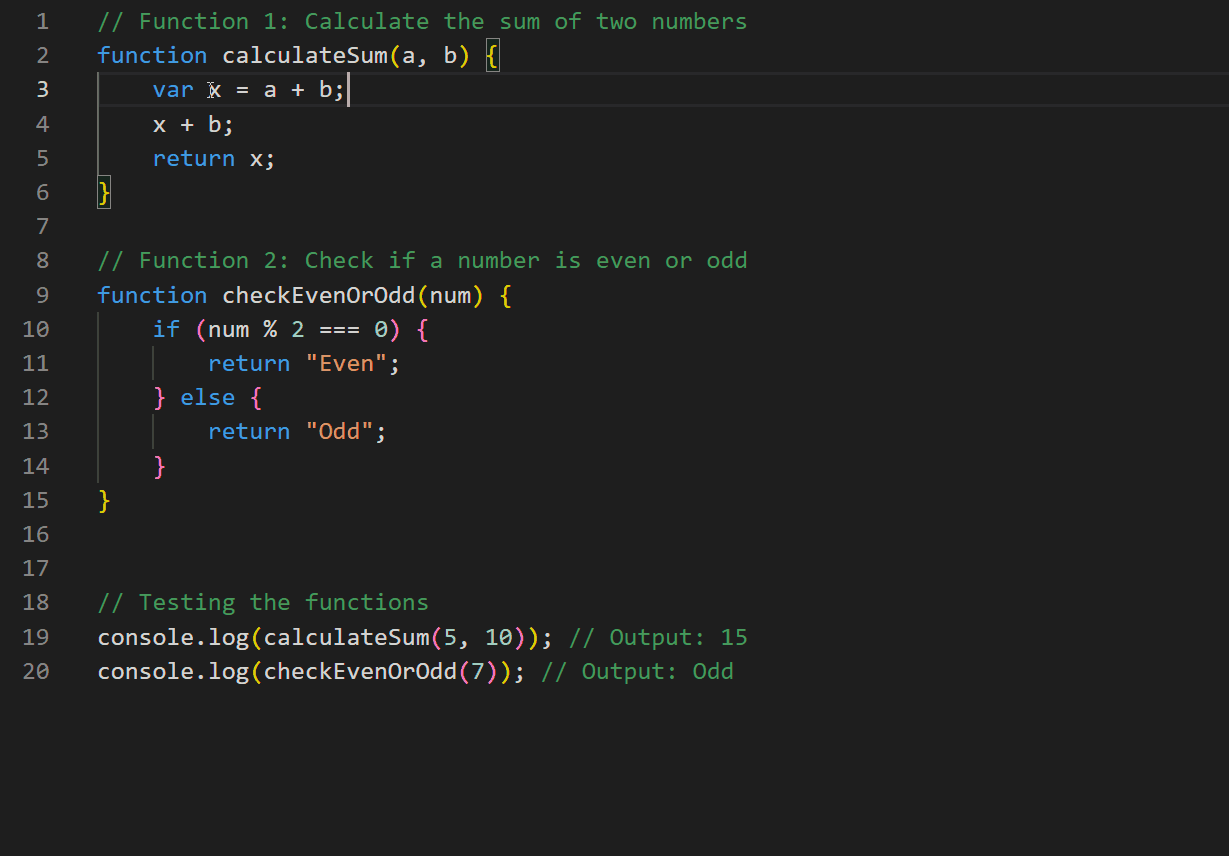 1 // Function 1: Calculate the sum of two numbers
2 function calculateSum(a, b) {
3     var x = a + b;
4     x + b;
5     return x;
6 }
7
8 // Function 2: Check if a number is even or odd
9 function checkEvenOrOdd(num) {
10     if (num % 2 === 0) {
11         return "Even";
12     } else {
13         return "Odd";
14     }
15 }
16
17
18 // Testing the functions
19 console.log(calculateSum(5, 10)); // Output: 15
20 console.log(checkEvenOrOdd(7)); // Output: Odd